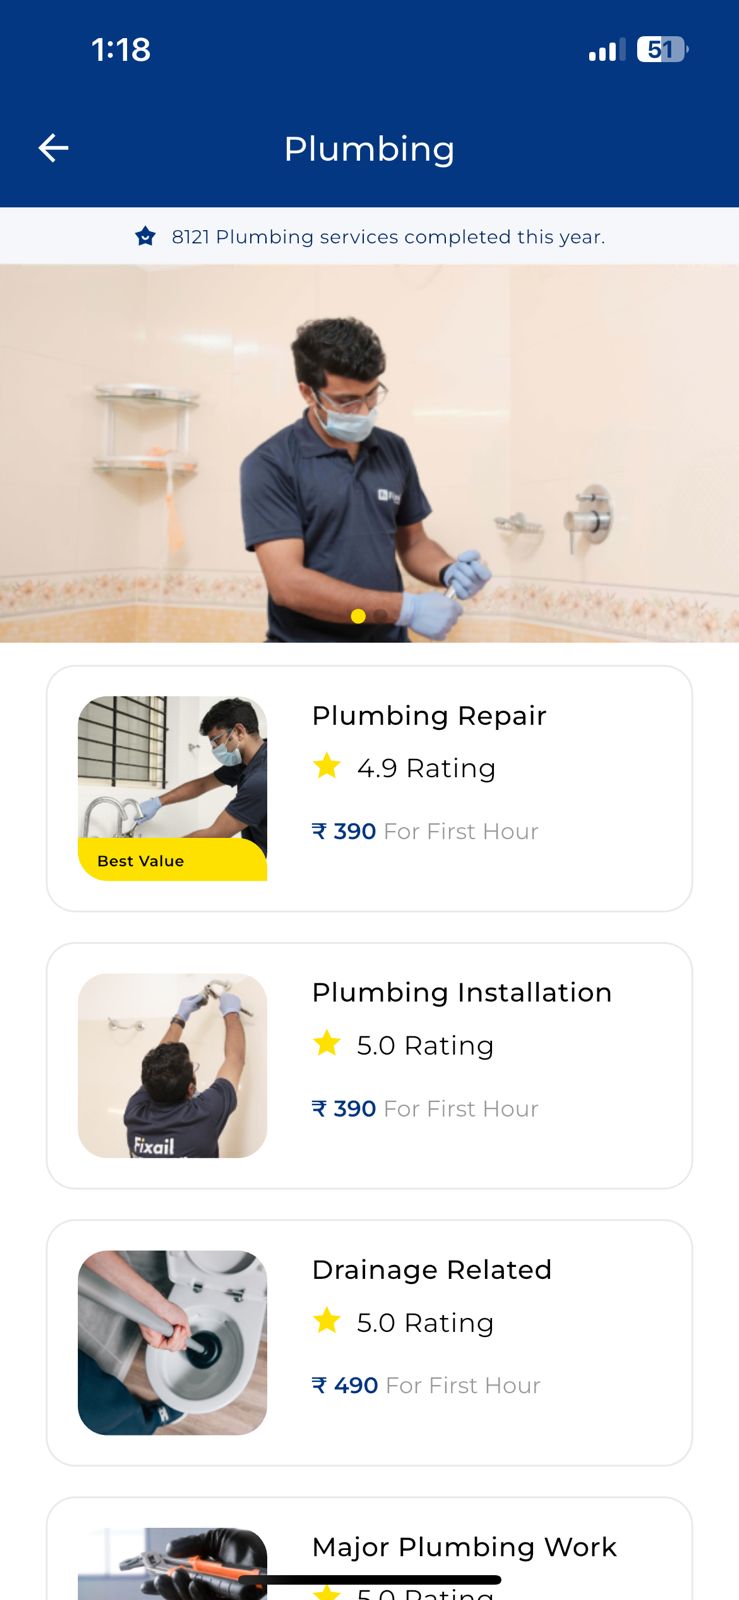 1:18
51
Plumbing
8121 Plumbing services completed this year.
Plumbing Repair
4.9 Rating
₹ 390 For First Hour
Best Value
Plumbing Installation
5.0 Rating
₹ 390 For First Hour
Fixail
Drainage Related
5.0 Rating
₹ 490 For First Hour
Major Plumbing Work
5.0 Rating